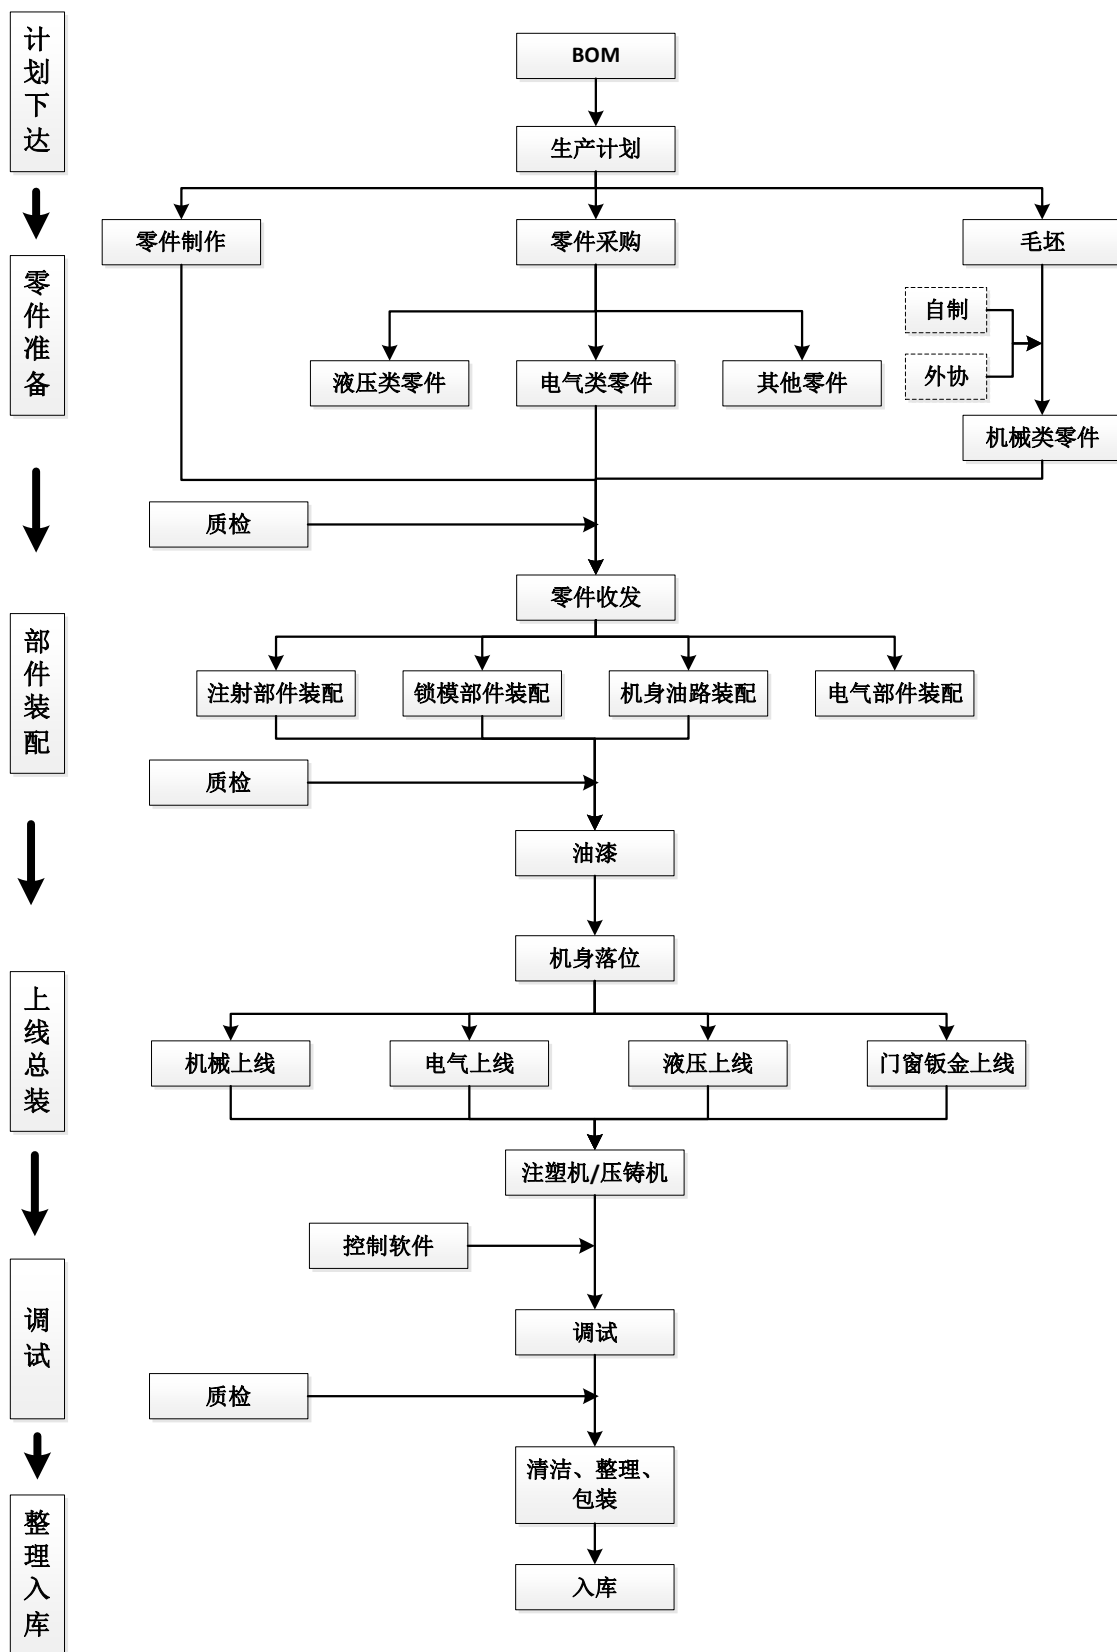 计划下达
BOM
生产计划
零件准备
零件制作
零件采购
毛坯
自制
外协
液压类零件
电气类零件
其他零件
机械类零件
质检
零件收发
部件装配
注射部件装配
锁模部件装配
机身油路装配
电气部件装配
质检
油漆
机身落位
上线总装
机械上线
电气上线
液压上线
门窗钣金上线
注塑机/压铸机
控制软件
调试
调试
质检
清洁、整理、
包装
整理入库
入库